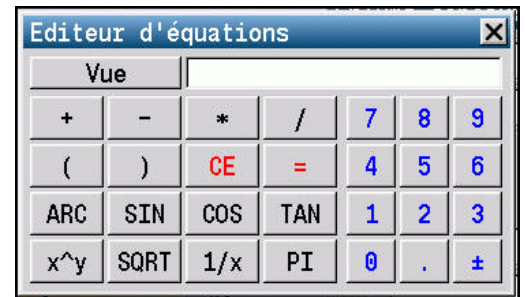 Editeur d'équations
Vue
+ - * / 7 8 9
( ) CE = 4 5 6
ARC SIN COS TAN 1 2 3
x^y SQRT 1/x PI 0 . ±